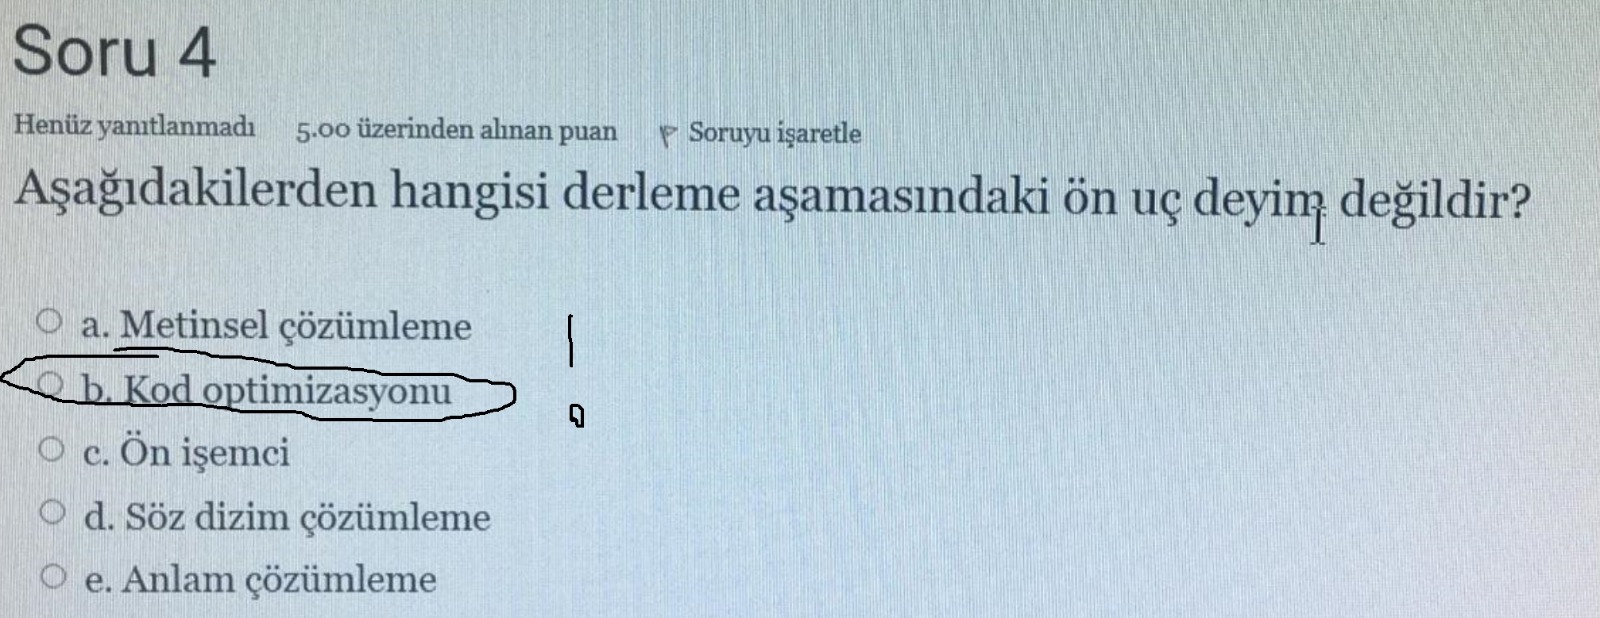 Soru 4
Henüz yanıtlanmadı 5.00 üzerinden alınan puan Soruyu işaretle
Aşağıdakilerden hangisi derleme aşamasındaki ön uç deyim değildir?
a. Metinsel çözümleme
b. Kod optimizasyonu
c. Ön işemci
d. Söz dizim çözümleme
e. Anlam çözümleme